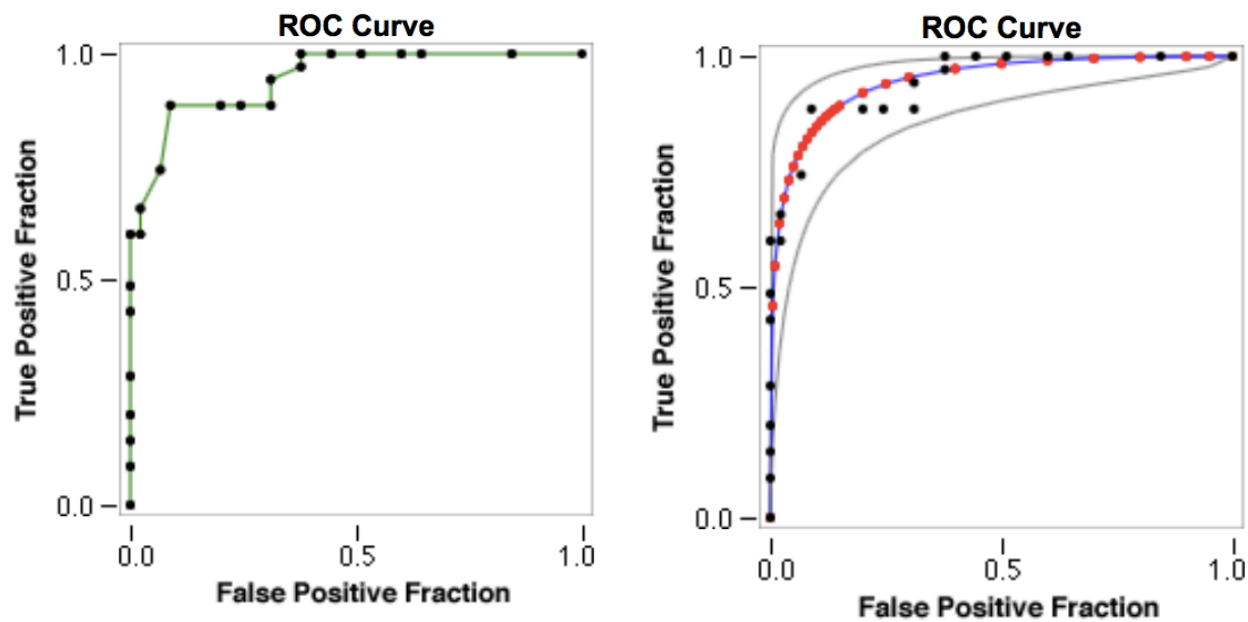 ROC Curve
True Positive Fraction
1.0
0.5
0.0
0.0 0.5 1.0
False Positive Fraction
ROC Curve
True Positive Fraction
1.0
0.5
0.0
0.0 0.5 1.0
False Positive Fraction